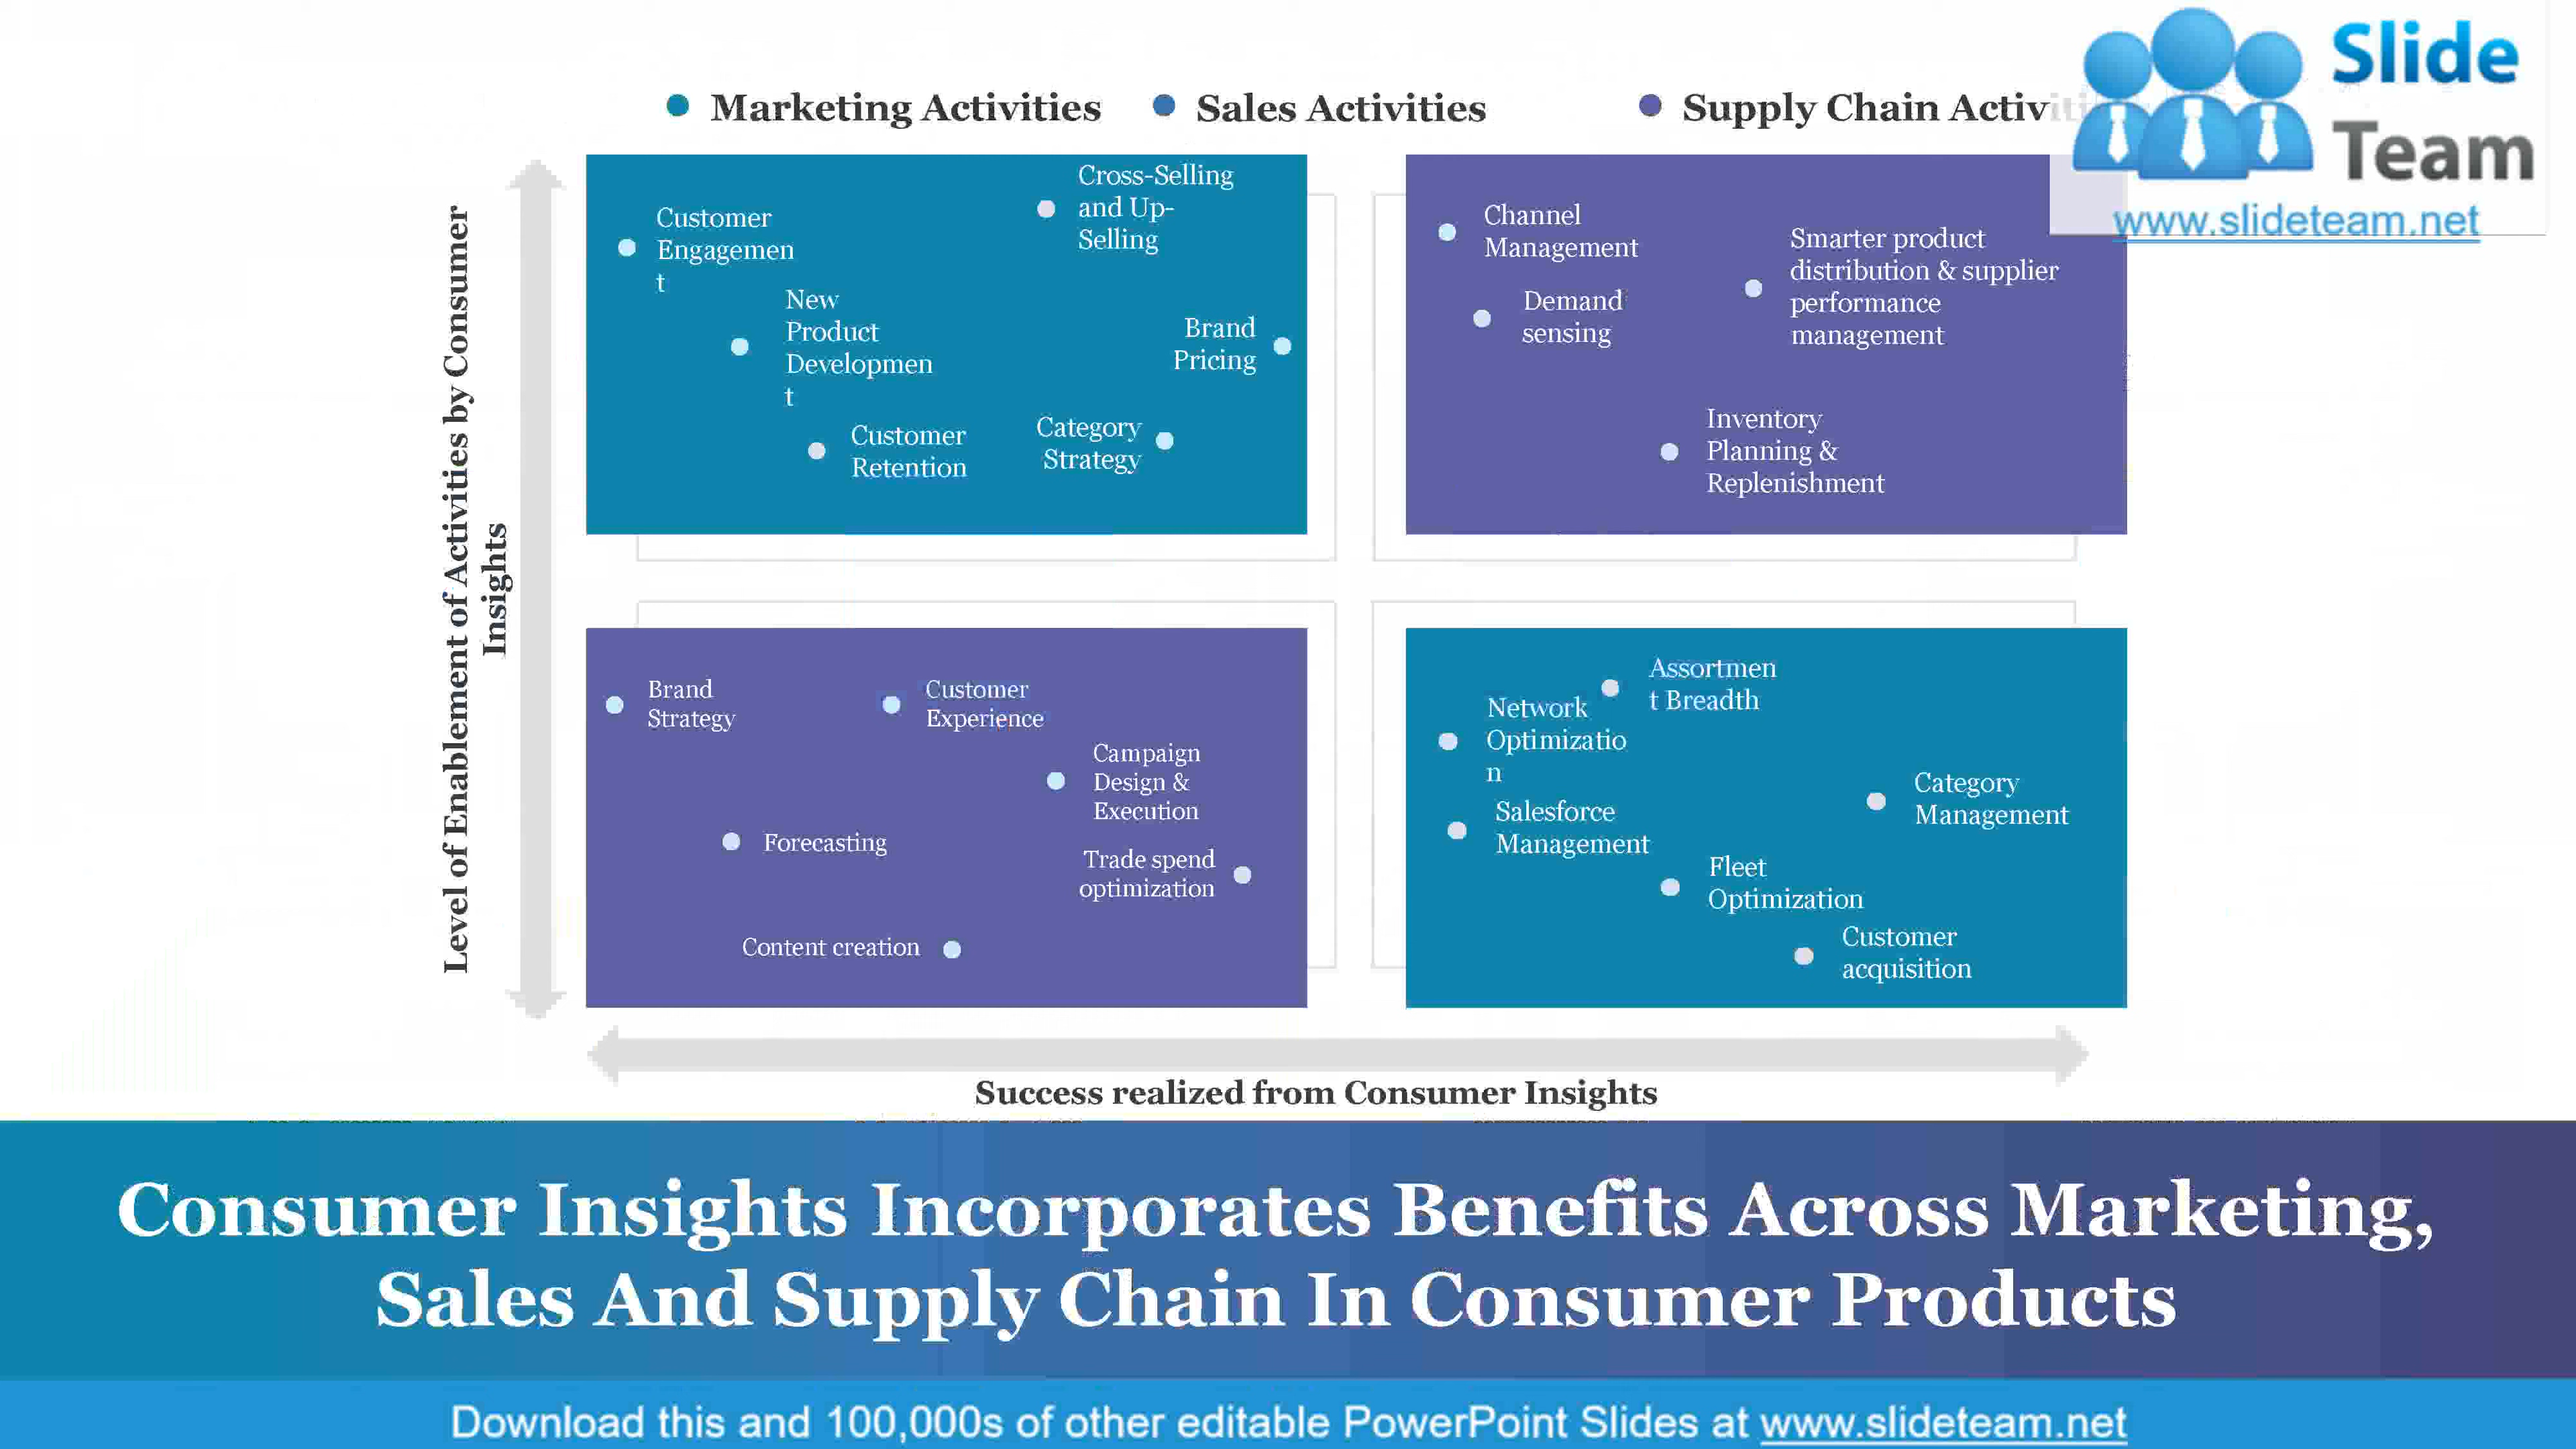 Marketing Activities
Sales Activities
Supply Chain Activiti
Slide
Team
www.slideteam.net
Level of Enablement of Activities by Consumer
Insights
Customer
Engagemen
t
Cross-Selling
and Up-
Selling
New
Product
Developmen
t
Brand
Pricing
Customer
Retention
Category
Strategy
Channel
Management
Smarter product
distribution & supplier
performance
management
Demand
sensing
Inventory
Planning &
Replenishment
Brand
Strategy
Customer
Experience
Campaign
Design &
Execution
Forecasting
Trade spend
optimization
Content creation
Assortmen
t Breadth
Network
Optimizatio
n
Category
Management
Salesforce
Management
Fleet
Optimization
Customer
acquisition
Success realized from Consumer Insights
Consumer Insights Incorporates Benefits Across Marketing,
Sales And Supply Chain In Consumer Products
Download this and 100,000s of other editable PowerPoint Slides at www.slideteam.net